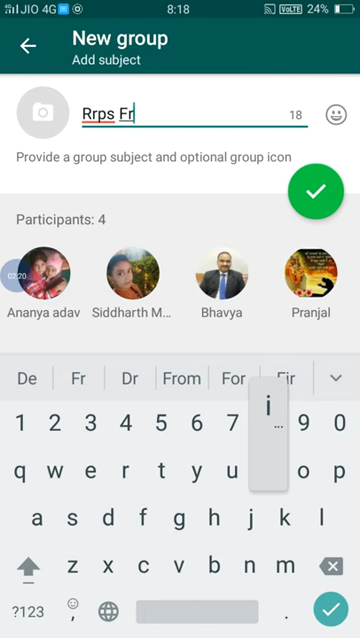 JIO 4G 8:18 VoLTE 24%
New group
Add subject
Rrps Fr 18
Provide a group subject and optional group icon
Participants: 4
02:20
Ananya adav Siddharth M... Bhavya Pranjal
De Fr Dr From For Fir
i
...
1 2 3 4 5 6 7 9 0
q w e r t y u o p
a s d f g h j k l
z x c v b n m
?123 , .